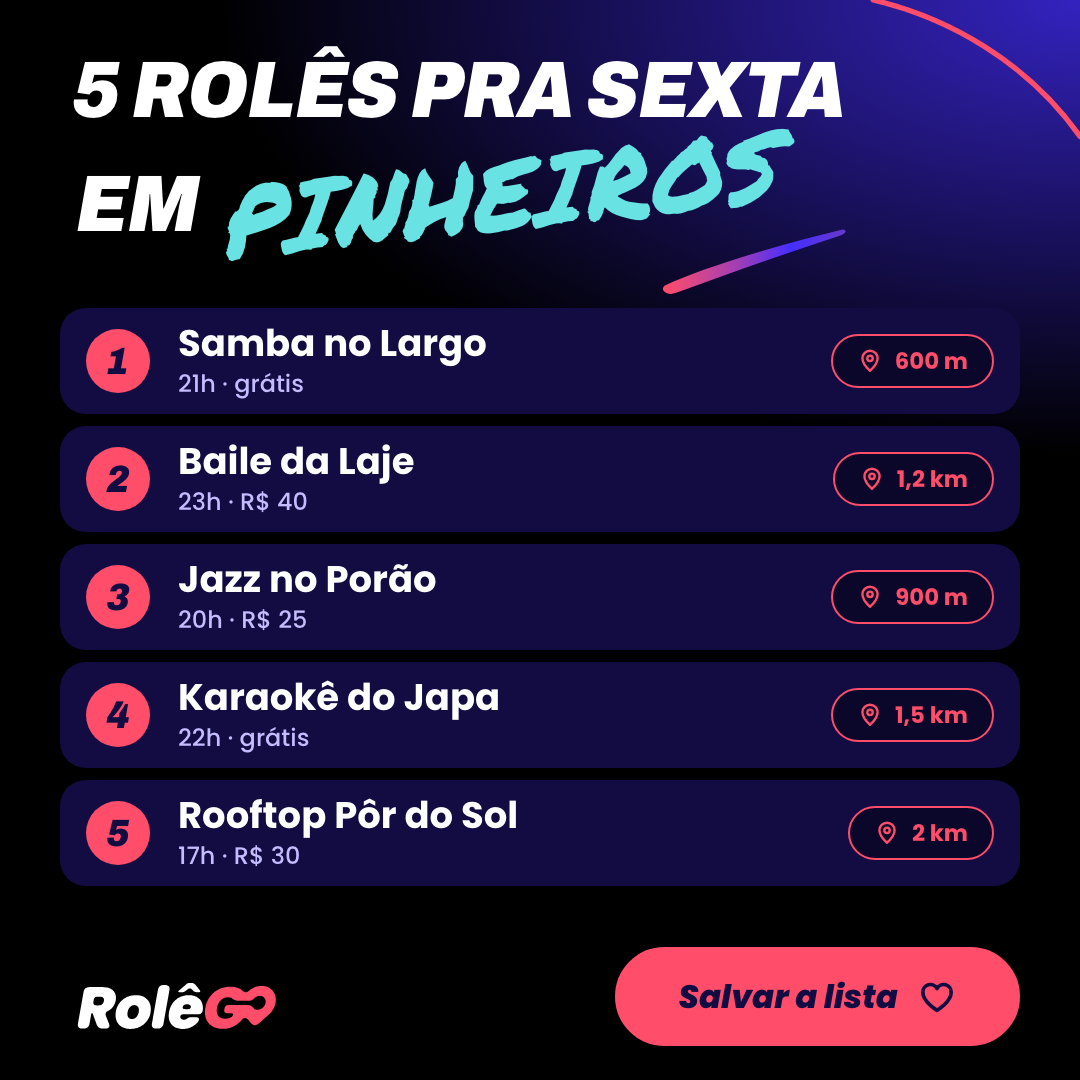 5 ROLÊS PRA SEXTA
EM PINHEIROS
1
Samba no Largo
21h · grátis
600 m
2
Baile da Laje
23h · R$ 40
1,2 km
3
Jazz no Porão
20h · R$ 25
900 m
4
Karaokê do Japa
22h · grátis
1,5 km
5
Rooftop Pôr do Sol
17h · R$ 30
2 km
RolêGo
Salvar a lista